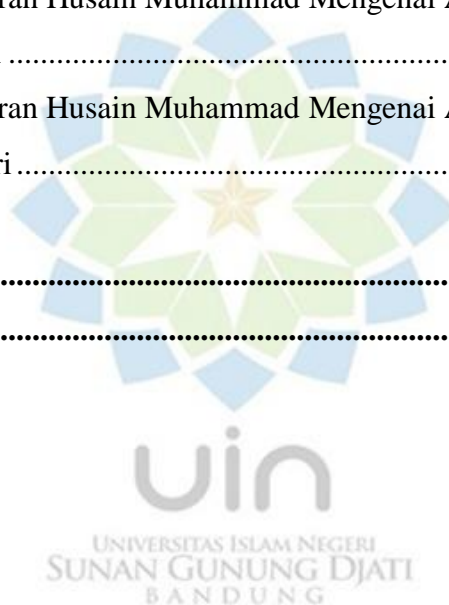 ran Husain Muhammad Mengenai
....................................................
ran Husain Muhammad Mengenai
ri....................................................
....................................................
....................................................
uin
UNIVERSITAS ISLAM NEGERI
SUNAN GUNUNG DJATI
BANDUNG